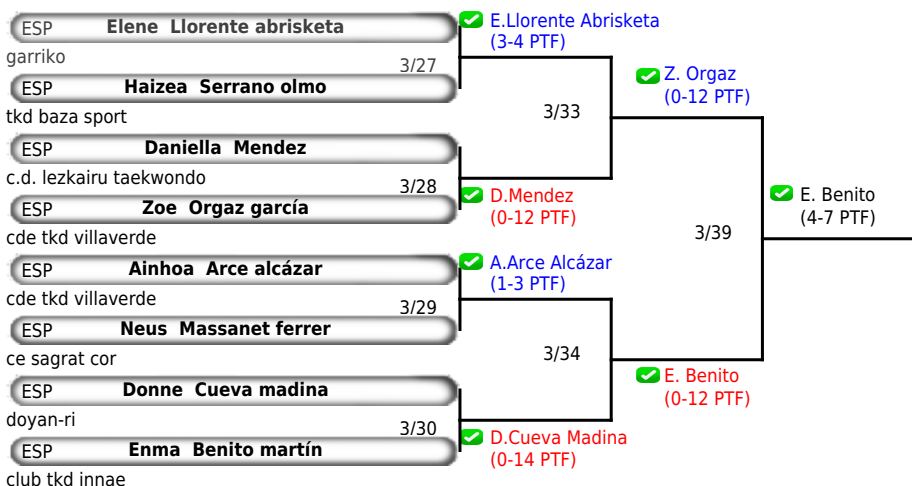 ESP Elene Llorente abrisketa
garriko
3/27
ESP Haizea Serrano olmo
tkd baza sport
ESP Daniella Mendez
c.d. lezkairu taekwondo
3/28
ESP Zoe Orgaz garcía
cde tkd villaverde
ESP Ainhoa Arce alcázar
cde tkd villaverde
3/29
ESP Neus Massanet ferrer
ce sagrat cor
ESP Donne Cueva madina
doyan-ri
3/30
ESP Enma Benito martín
club tkd innae
E.Llorente Abrisketa
(3-4 PTF)
3/33
D.Mendez
(0-12 PTF)
A.Arce Alcázar
(1-3 PTF)
3/34
D.Cueva Madina
(0-14 PTF)
Z. Orgaz
(0-12 PTF)
3/39
E. Benito
(0-12 PTF)
E. Benito
(4-7 PTF)